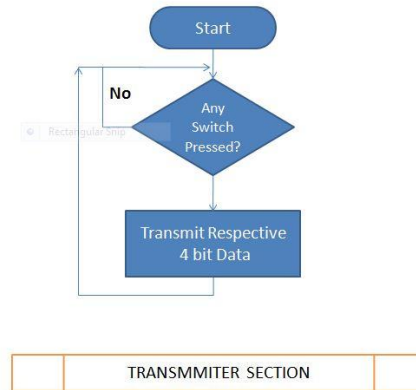 Start
No
Any
Switch
Pressed?
Rectangular Snip
Transmit Respective
4 bit Data
TRANSMMITER SECTION